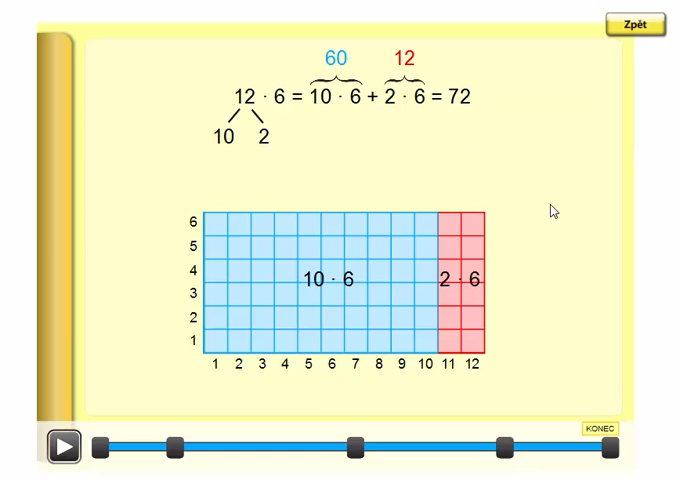 Zpět
60 12
12 · 6 = 10 · 6 + 2 · 6 = 72
10 2
6
5
4
10 · 6 2 · 6
3
2
1
1 2 3 4 5 6 7 8 9 10 11 12
KONEC